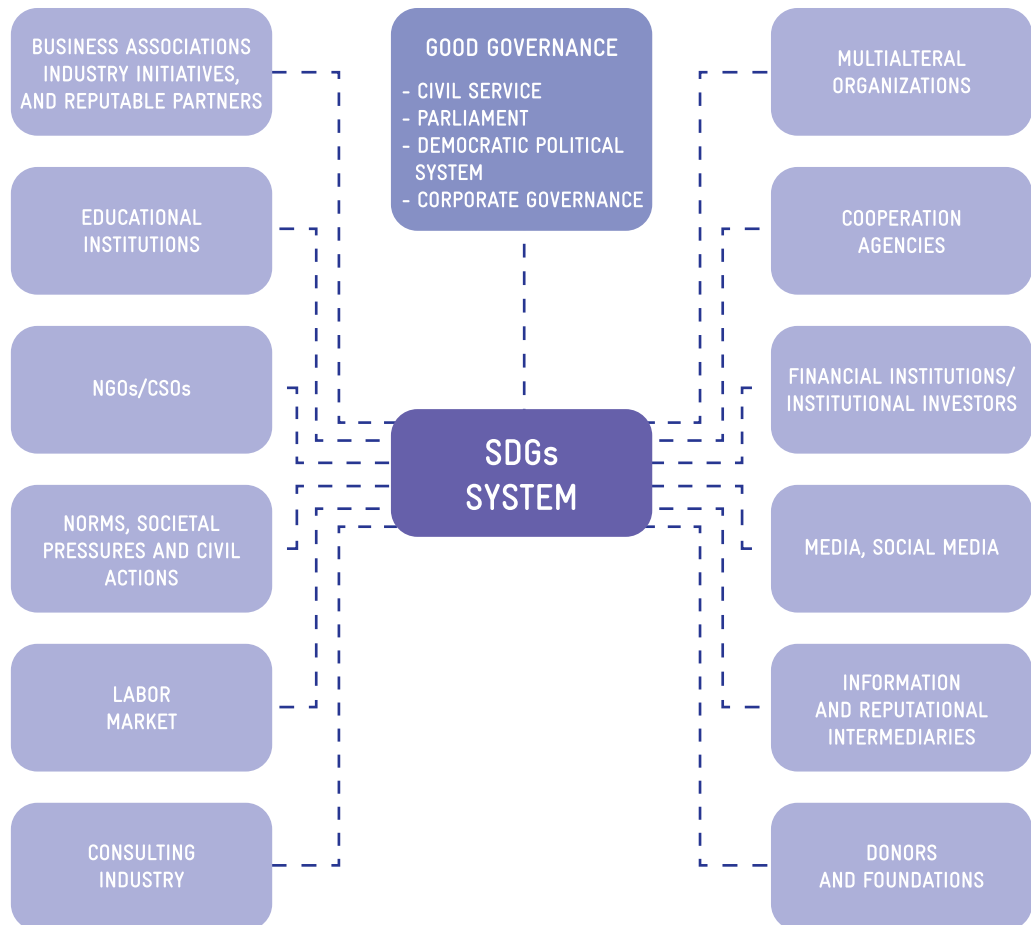 BUSINESS ASSOCIATIONS
INDUSTRY INITIATIVES,
AND REPUTABLE PARTNERS
EDUCATIONAL
INSTITUTIONS
NGOs/CSOs
NORMS, SOCIETAL
PRESSURES AND CIVIL
ACTIONS
LABOR
MARKET
CONSULTING
INDUSTRY
GOOD GOVERNANCE
- CIVIL SERVICE
- PARLIAMENT
- DEMOCRATIC POLITICAL
SYSTEM
- CORPORATE GOVERNANCE
SDGs
SYSTEM
MULTIALTERAL
ORGANIZATIONS
COOPERATION
AGENCIES
FINANCIAL INSTITUTIONS/
INSTITUTIONAL INVESTORS
MEDIA, SOCIAL MEDIA
INFORMATION
AND REPUTATIONAL
INTERMEDIARIES
DONORS
AND FOUNDATIONS